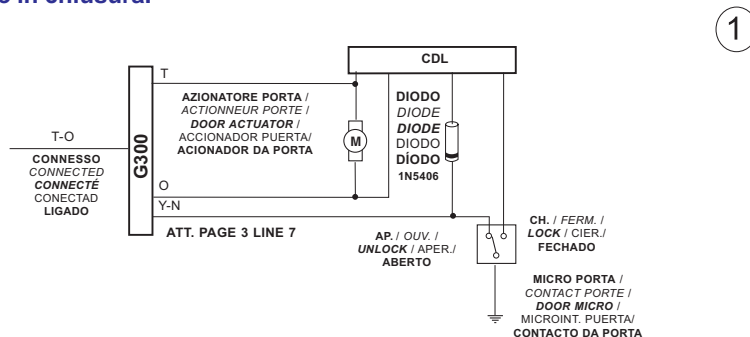 in chiusura.
1
CDL
T
AZIONATORE PORTA /
ACTIONNEUR PORTE /
DOOR ACTUATOR /
ACCIONADOR PUERTA/
ACIONADOR DA PORTA
M
DIODO
DIODE
DIODE
DIODO
DÍODO
1N5406
T-O
CONNESSO
CONNECTED
CONNECTÉ
CONECTAD
LIGADO
G300
O
Y-N
ATT. PAGE 3 LINE 7
AP. / OUV. /
UNLOCK / APER./
ABERTO
CH. / FERM. /
LOCK / CIER./
FECHADO
MICRO PORTA /
CONTACT PORTE /
DOOR MICRO /
MICROINT. PUERTA/
CONTACTO DA PORTA